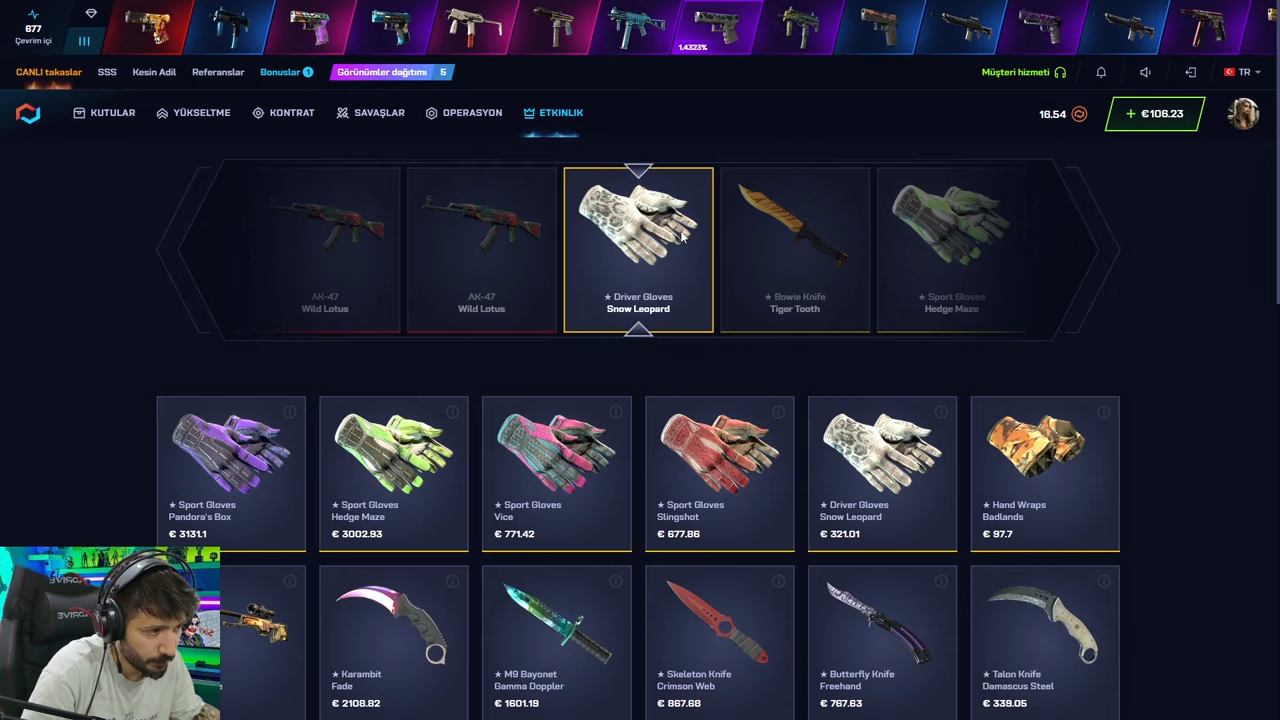 677
Çevrim içi
1.4323%
CANLI takaslar
SSS
Kesin Adil
Referanslar
Bonuslar 1
Görünümler dağıtımı 5
Müşteri hizmeti
TR
KUTULAR
YÜKSELTME
KONTRAT
SAVAŞLAR
OPERASYON
ETKINLIK
16.54
+ €106.23
AK-47
Wild Lotus
AK-47
Wild Lotus
★ Driver Gloves
Snow Leopard
★ Bowie Knife
Tiger Tooth
★ Sport Gloves
Hedge Maze
★ Sport Gloves
Pandora's Box
€ 3131.1
★ Sport Gloves
Hedge Maze
€ 3002.93
★ Sport Gloves
Vice
€ 771.42
★ Sport Gloves
Slingshot
€ 677.86
★ Driver Gloves
Snow Leopard
€ 321.01
★ Hand Wraps
Badlands
€ 97.7
★ Karambit
Fade
€ 2108.82
★ M9 Bayonet
Gamma Doppler
€ 1601.19
★ Skeleton Knife
Crimson Web
€ 867.68
★ Butterfly Knife
Freehand
€ 767.63
★ Talon Knife
Damascus Steel
€ 339.05